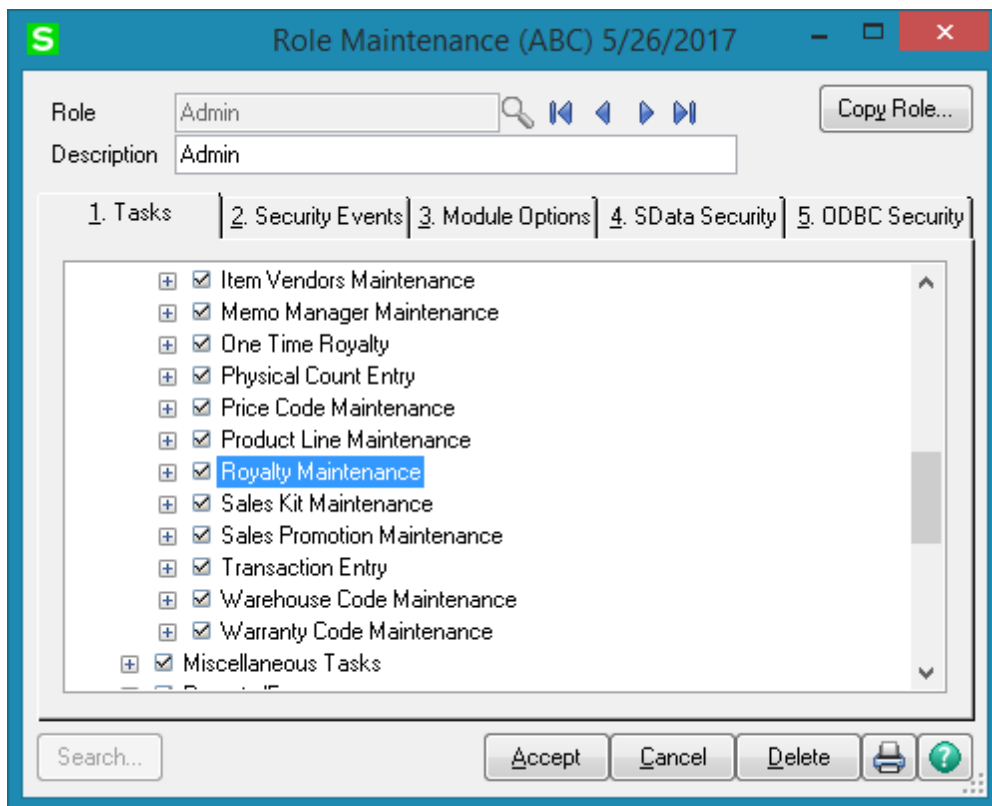 S Role Maintenance (ABC) 5/26/2017
Role Admin Copy Role...
Description Admin
1. Tasks 2. Security Events 3. Module Options 4. SData Security 5. ODBC Security
Item Vendors Maintenance
Memo Manager Maintenance
One Time Royalty
Physical Count Entry
Price Code Maintenance
Product Line Maintenance
Royalty Maintenance
Sales Kit Maintenance
Sales Promotion Maintenance
Transaction Entry
Warehouse Code Maintenance
Warranty Code Maintenance
Miscellaneous Tasks
Search... Accept Cancel Delete